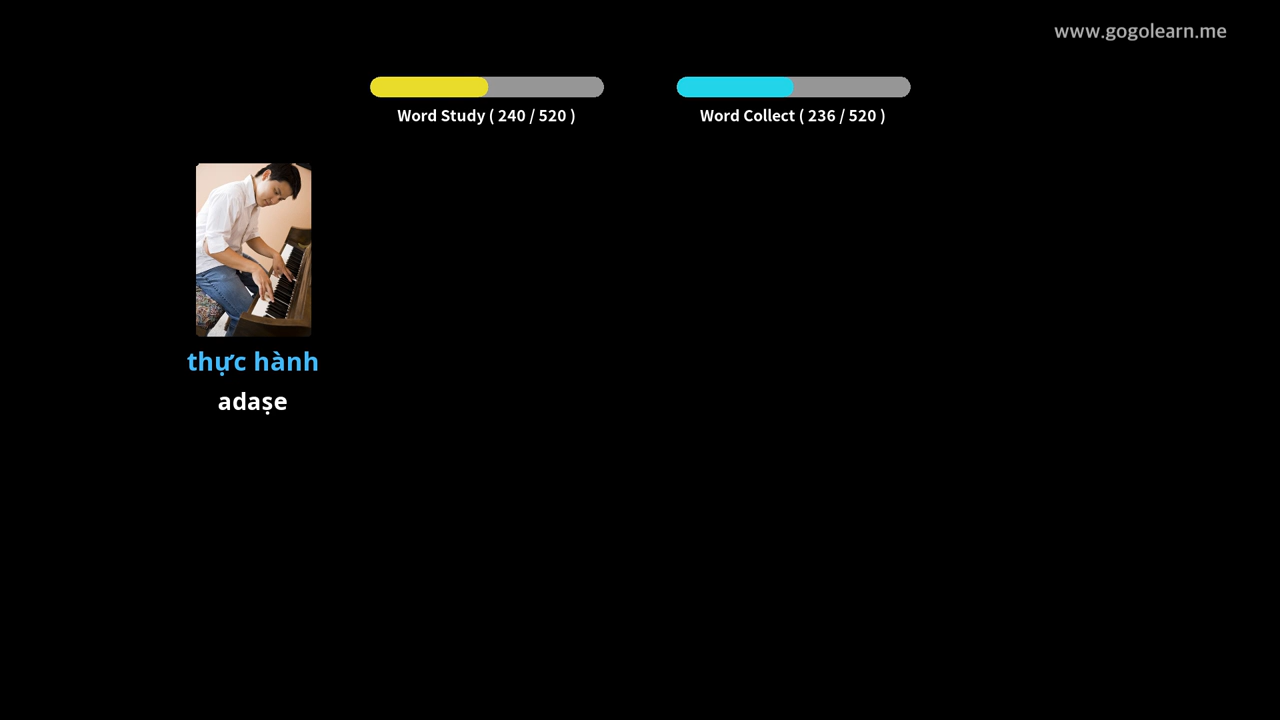 www.gogolearn.me
Word Study ( 240 / 520 )
Word Collect ( 236 / 520 )
thực hành
adaṣe